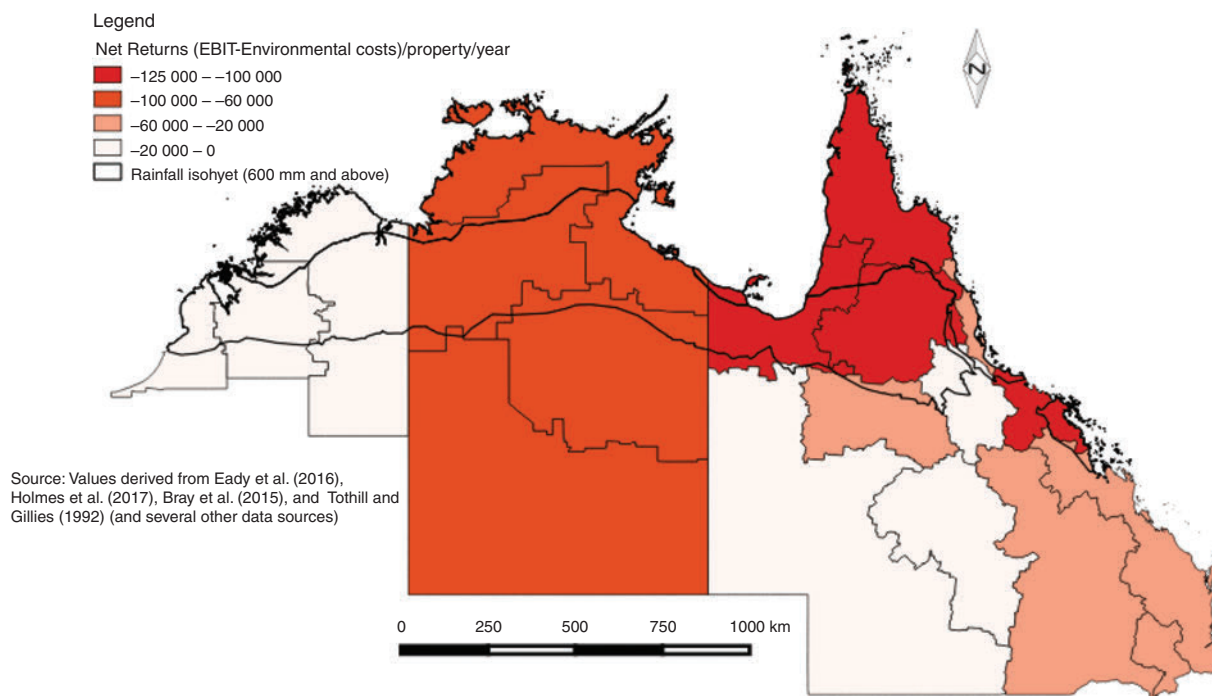 Legend
Net Returns (EBIT-Environmental costs)/property/year
–125 000 – –100 000
–100 000 – –60 000
–60 000 – –20 000
–20 000 – 0
Rainfall isohyet (600 mm and above)
N
Source: Values derived from Eady et al. (2016),
Holmes et al. (2017), Bray et al. (2015), and Tothill and
Gillies (1992) (and several other data sources)
0 250 500 750 1000 km